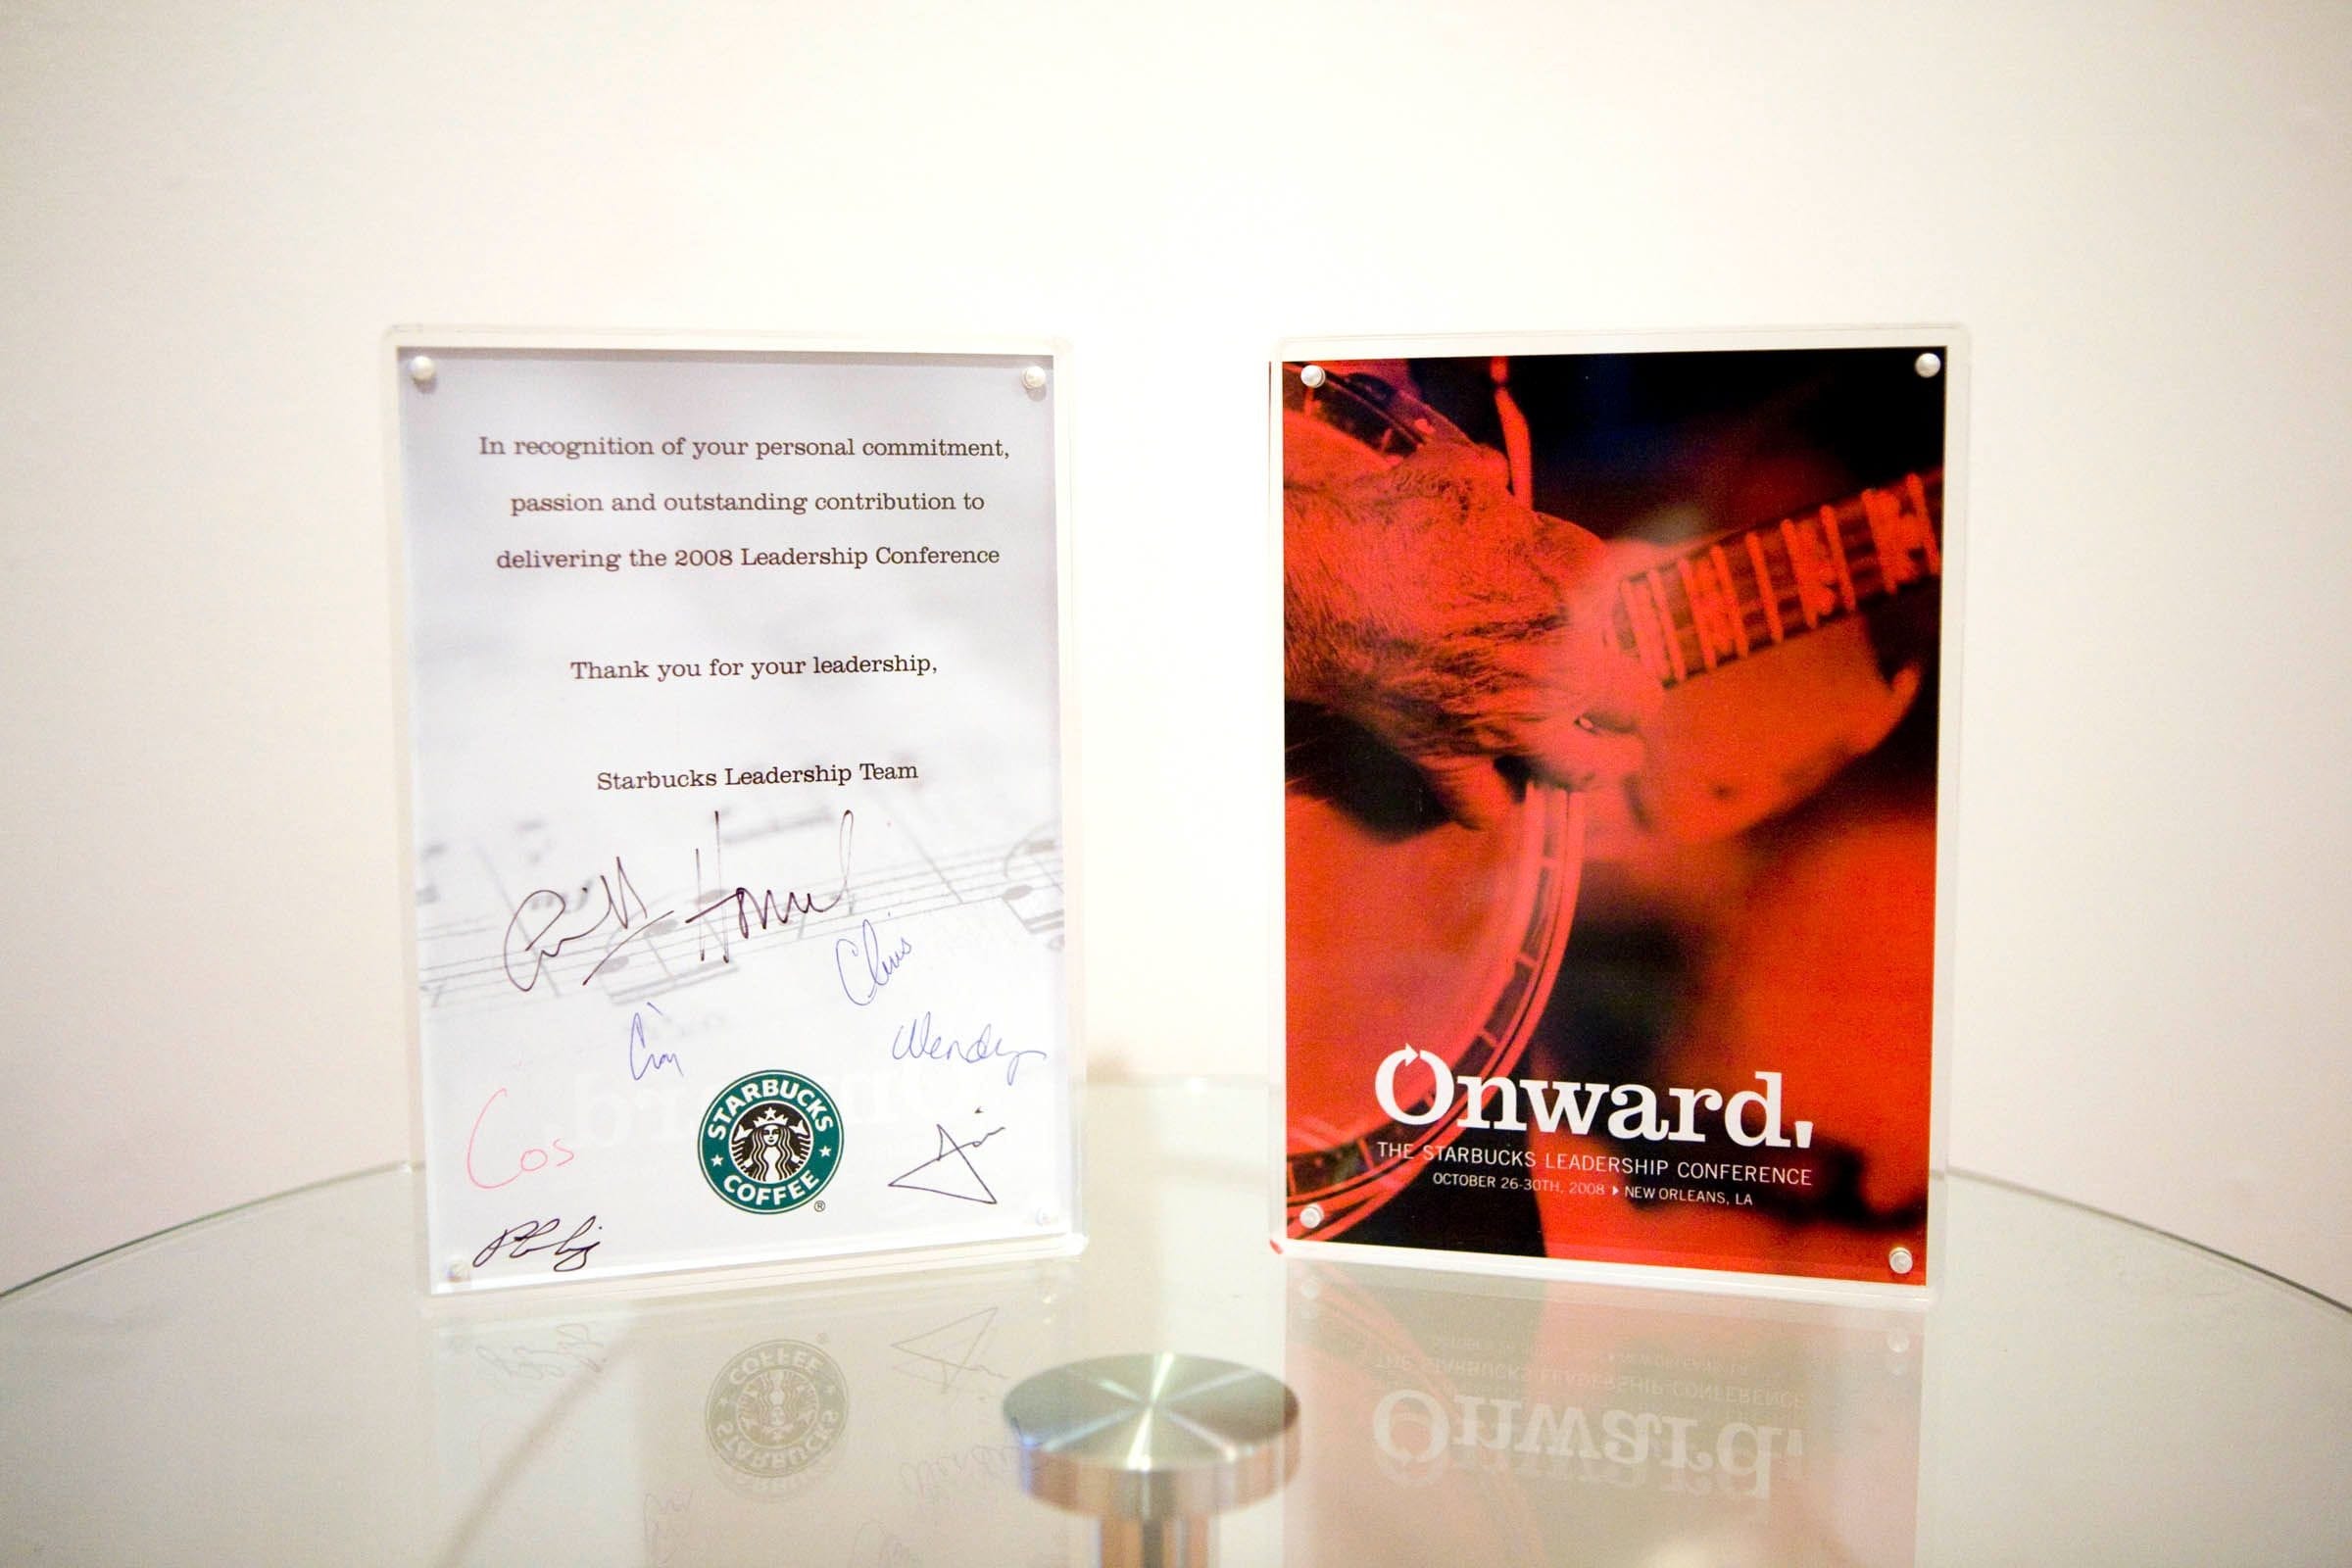 In recognition of your personal commitment,
passion and outstanding contribution to
delivering the 2008 Leadership Conference
Thank you for your leadership,
Starbucks Leadership Team
Chris
Wendy
Cos
STARBUCKS
COFFEE
®
Onward.
THE STARBUCKS LEADERSHIP CONFERENCE
OCTOBER 26-30TH, 2008 NEW ORLEANS, LA